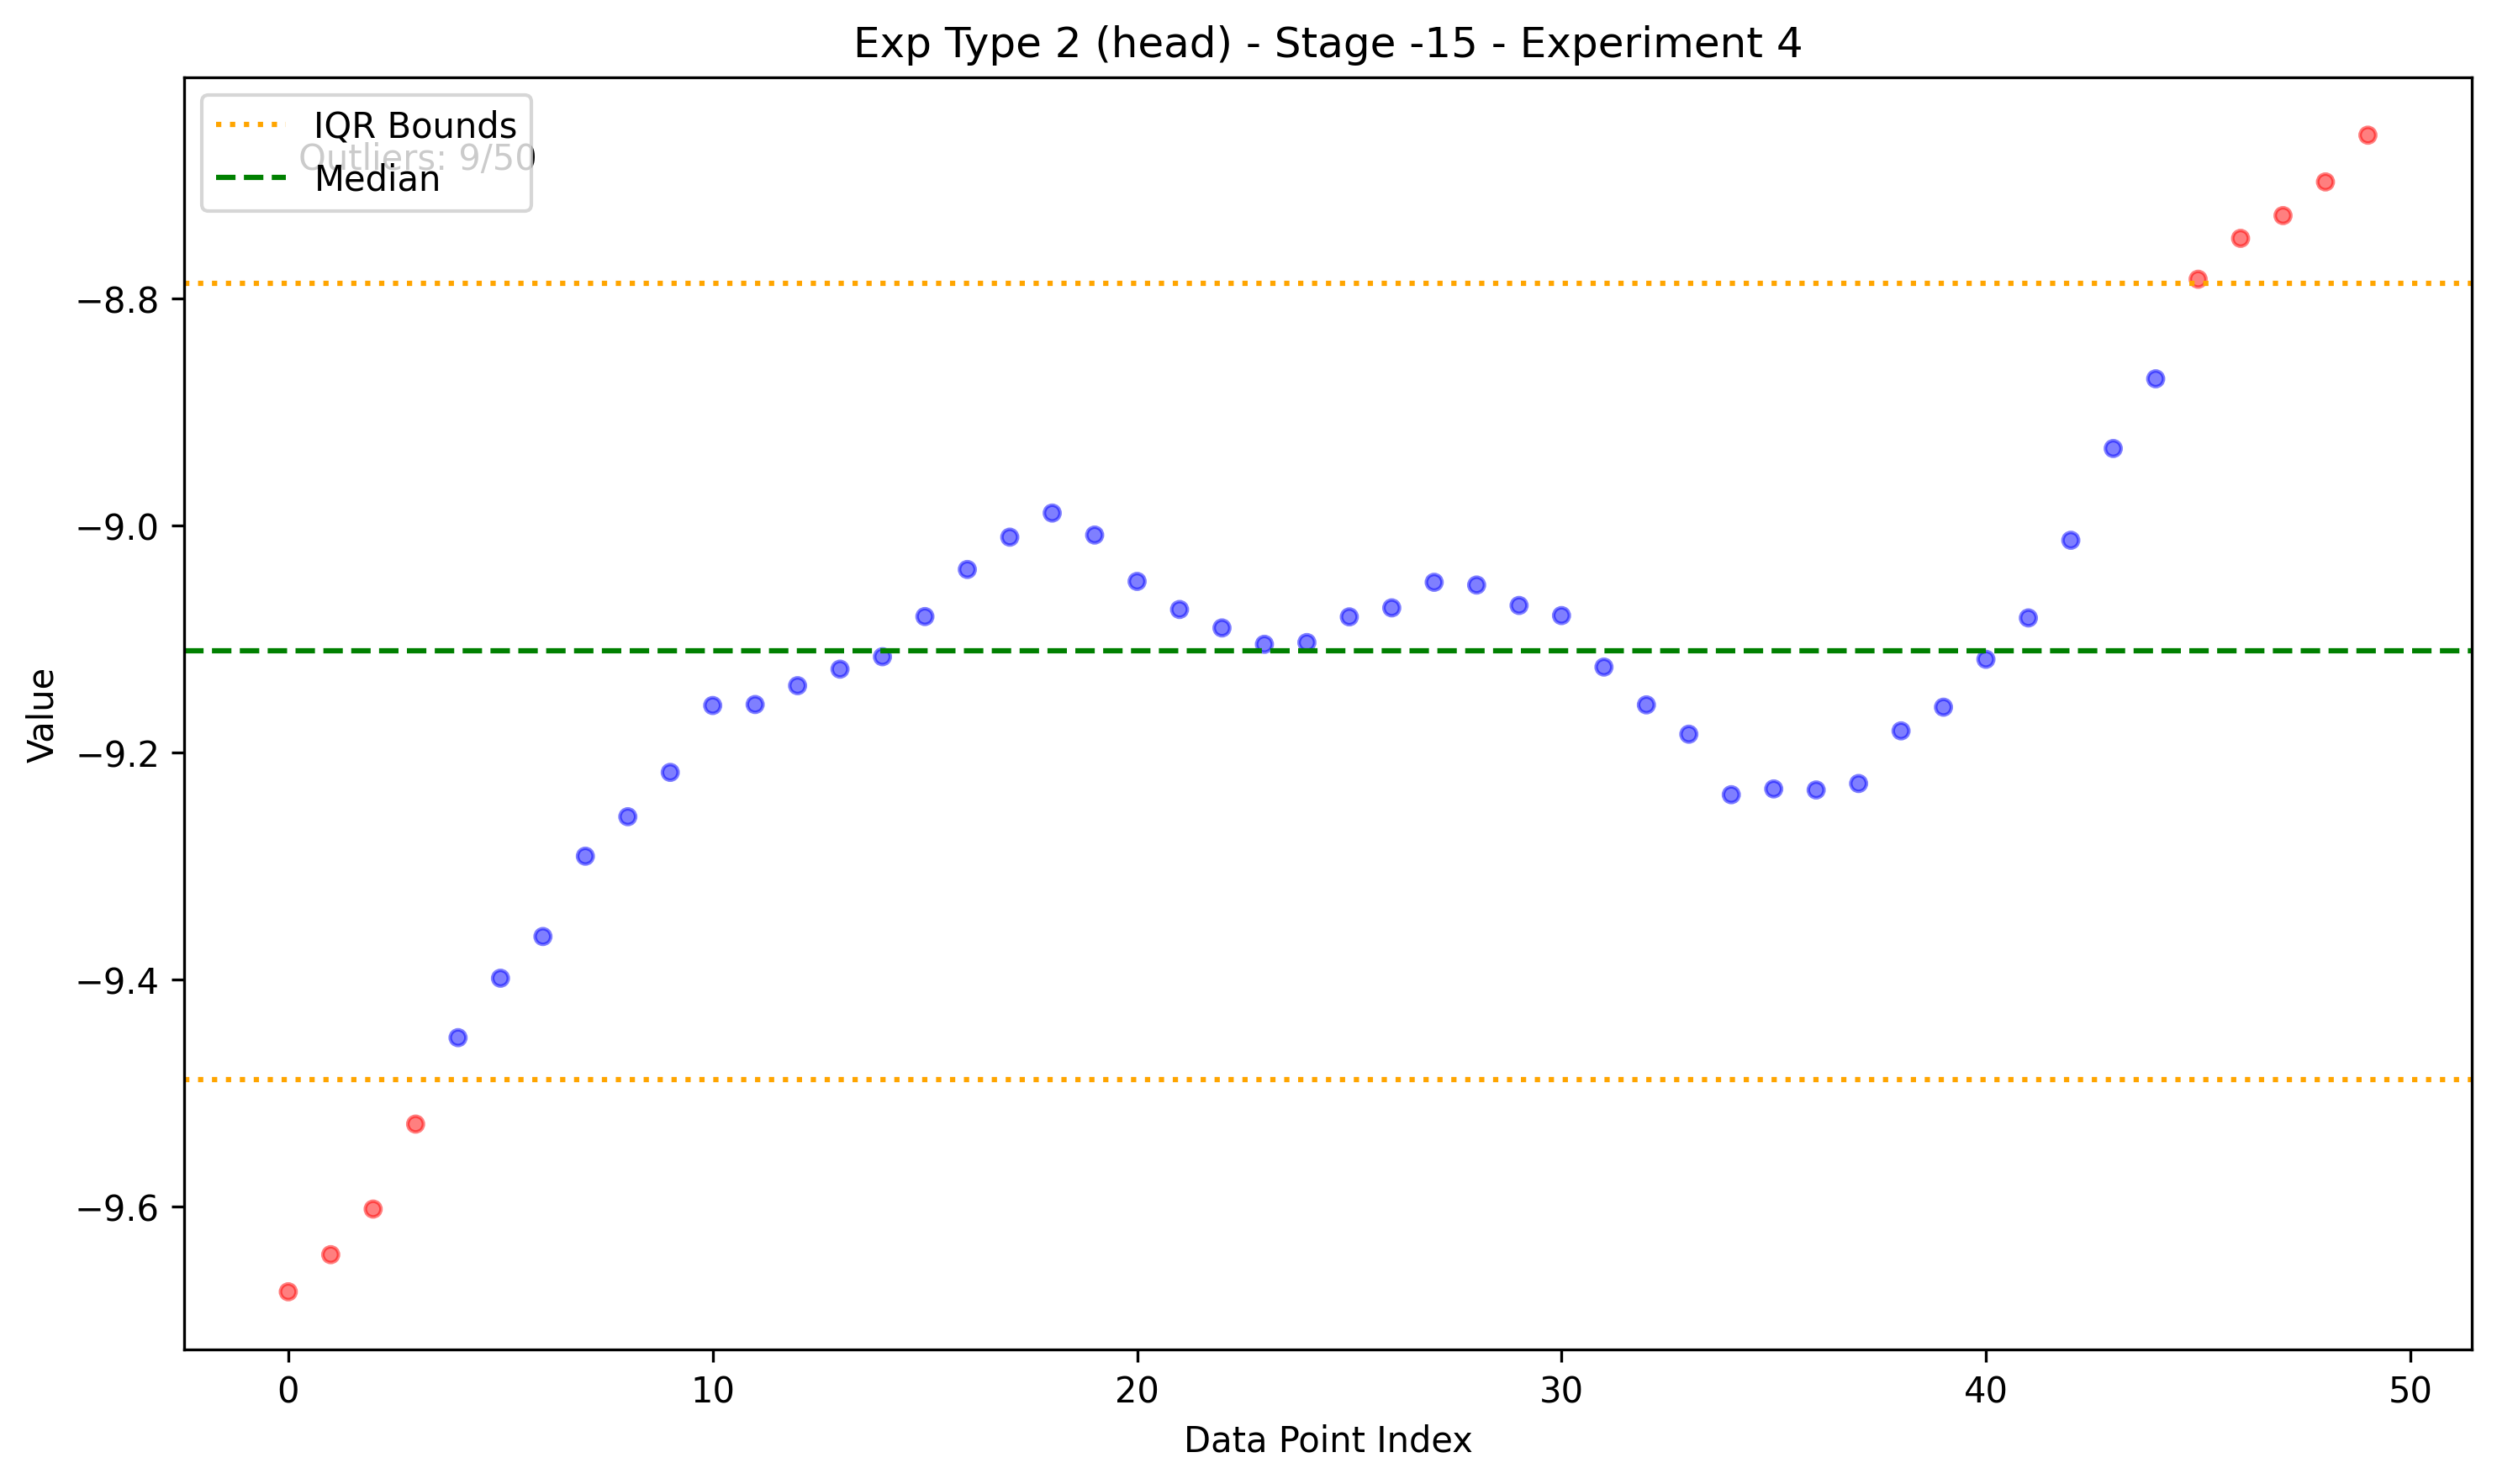 Exp Type 2 (head) - Stage -15 - Experiment 4
IQR Bounds
Outliers: 9/50
Median
Value
−8.8
−9.0
−9.2
−9.4
−9.6
0
10
20
30
40
50
Data Point Index